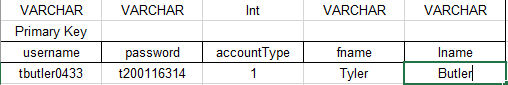 VARCHAR VARCHAR Int VARCHAR VARCHAR
Primary Key
username password accountType fname lname
tbutler0433 t200116314 1 Tyler Butler